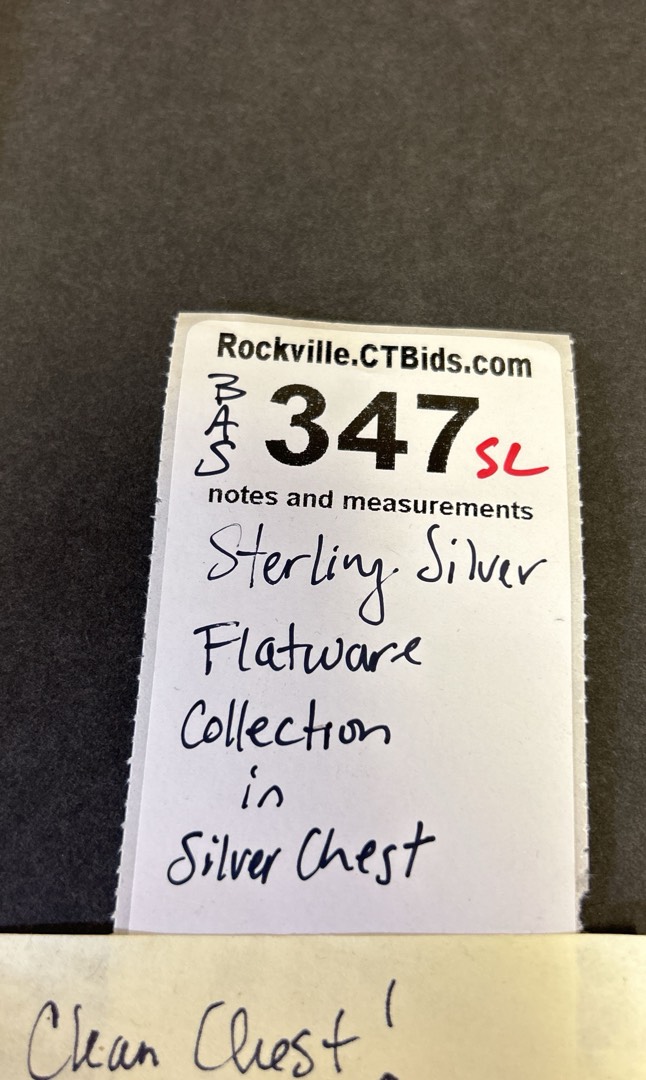 Rockville.CTBids.com
BAS 347 SL
notes and measurements
Sterling Silver
Flatware
Collection
in
Silver Chest
Clean Chest!